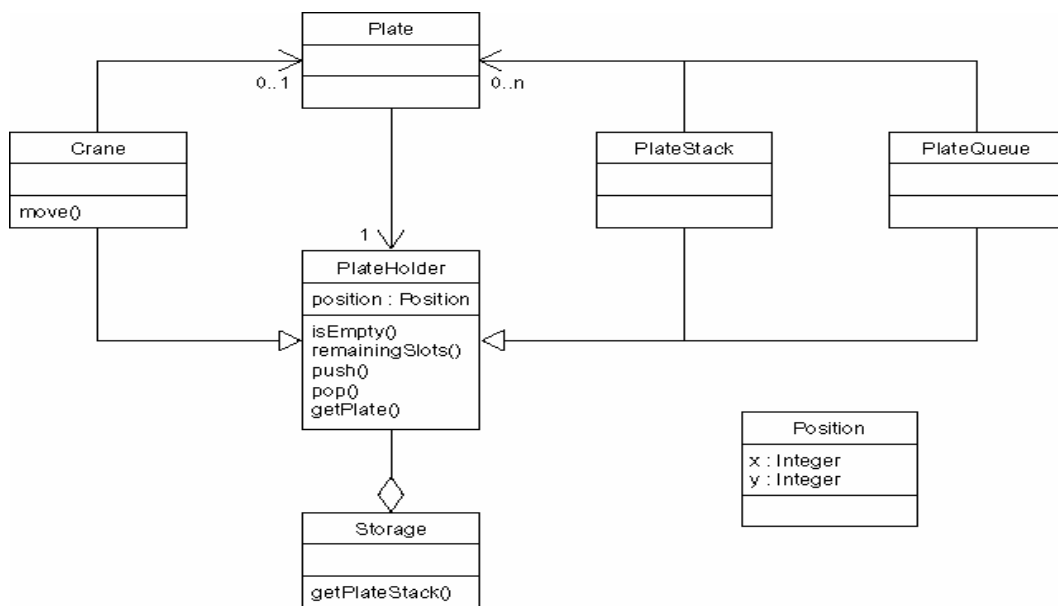 Plate
0..1
0..n
Crane
move()
PlateStack
PlateQueue
1
PlateHolder
position : Position
isEmpty()
remainingSlots()
push()
pop()
getPlate()
Position
x : Integer
y : Integer
Storage
getPlateStack()